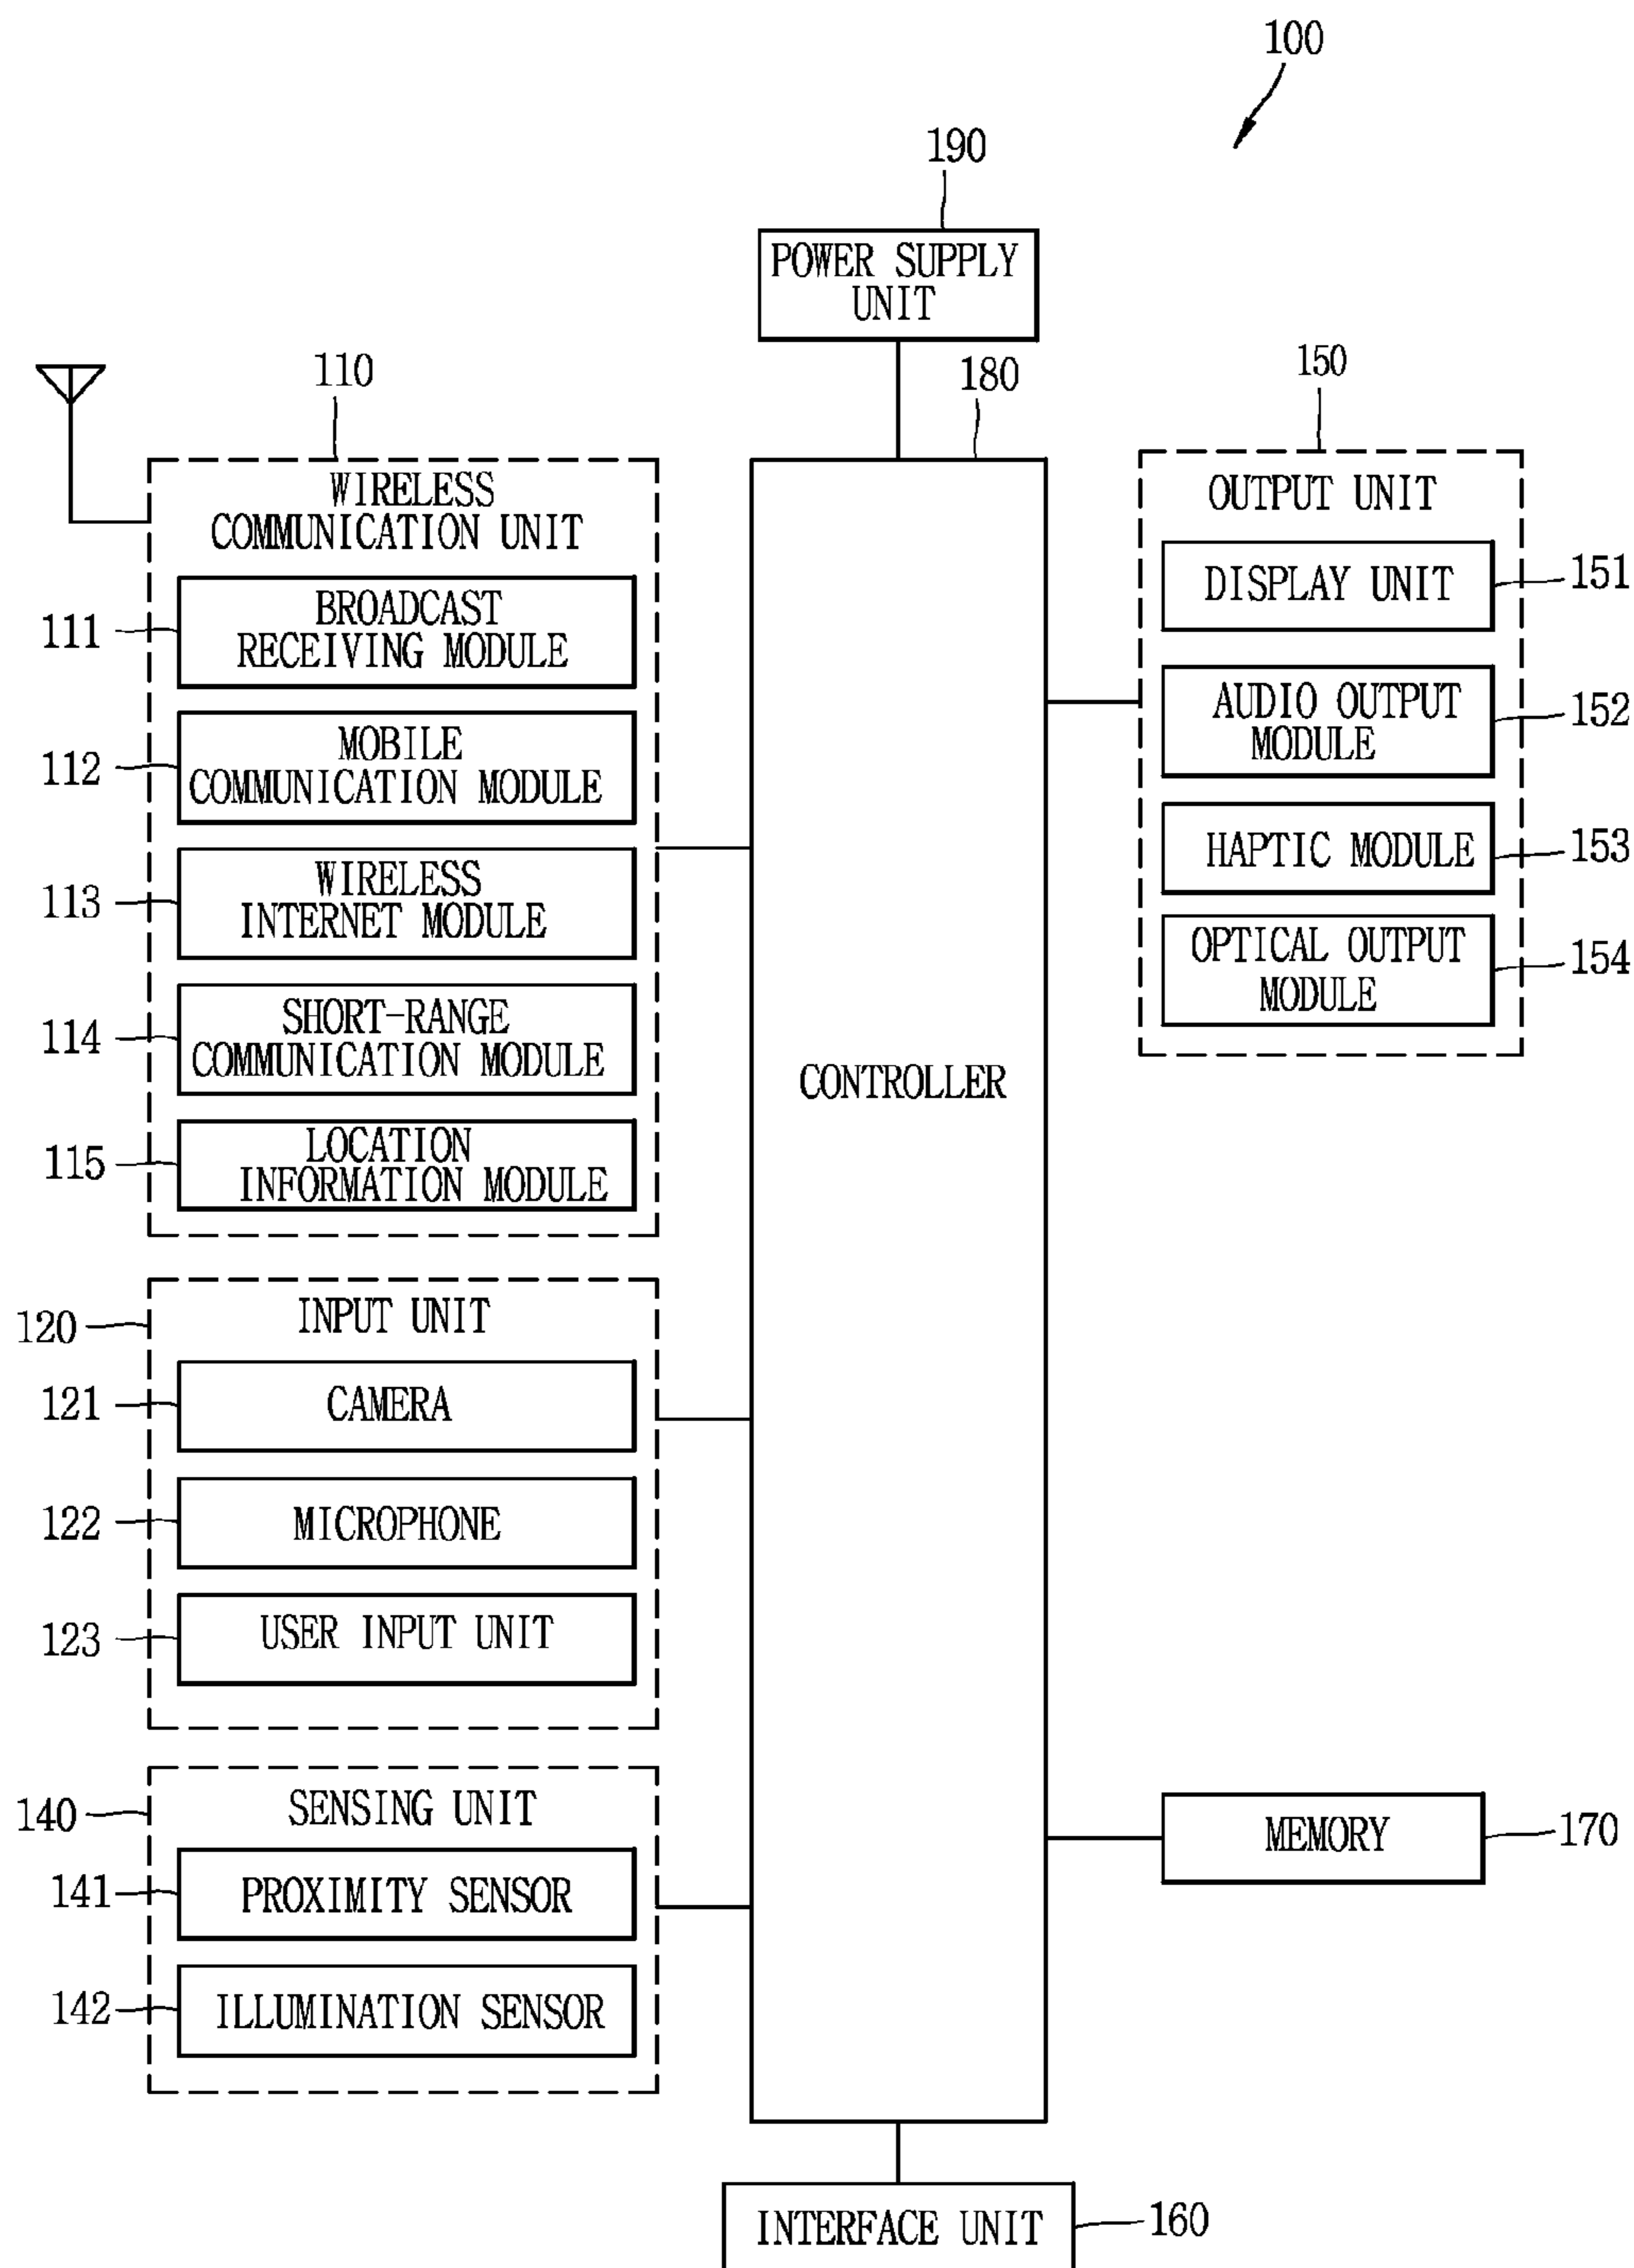 100
190
POWER SUPPLY
UNIT
110
180
150
WIRELESS
COMMUNICATION UNIT
111
BROADCAST
RECEIVING MODULE
112
MOBILE
COMMUNICATION MODULE
113
WIRELESS
INTERNET MODULE
114
SHORT-RANGE
COMMUNICATION MODULE
115
LOCATION
INFORMATION MODULE
120
INPUT UNIT
121
CAMERA
122
MICROPHONE
123
USER INPUT UNIT
140
SENSING UNIT
141
PROXIMITY SENSOR
142
ILLUMINATION SENSOR
CONTROLLER
OUTPUT UNIT
DISPLAY UNIT
151
AUDIO OUTPUT
MODULE
152
HAPTIC MODULE
153
OPTICAL OUTPUT
MODULE
154
MEMORY
170
INTERFACE UNIT
160